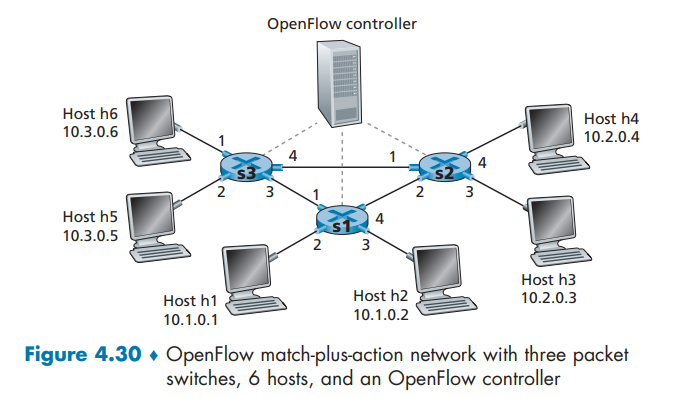 OpenFlow controller
Host h6
10.3.0.6
Host h4
10.2.0.4
1
4
1
4
s3
s2
2
3
1
2
3
Host h5
10.3.0.5
s1
4
2
3
Host h1
10.1.0.1
Host h2
10.1.0.2
Host h3
10.2.0.3
Figure 4.30 ♦ OpenFlow match-plus-action network with three packet
switches, 6 hosts, and an OpenFlow controller